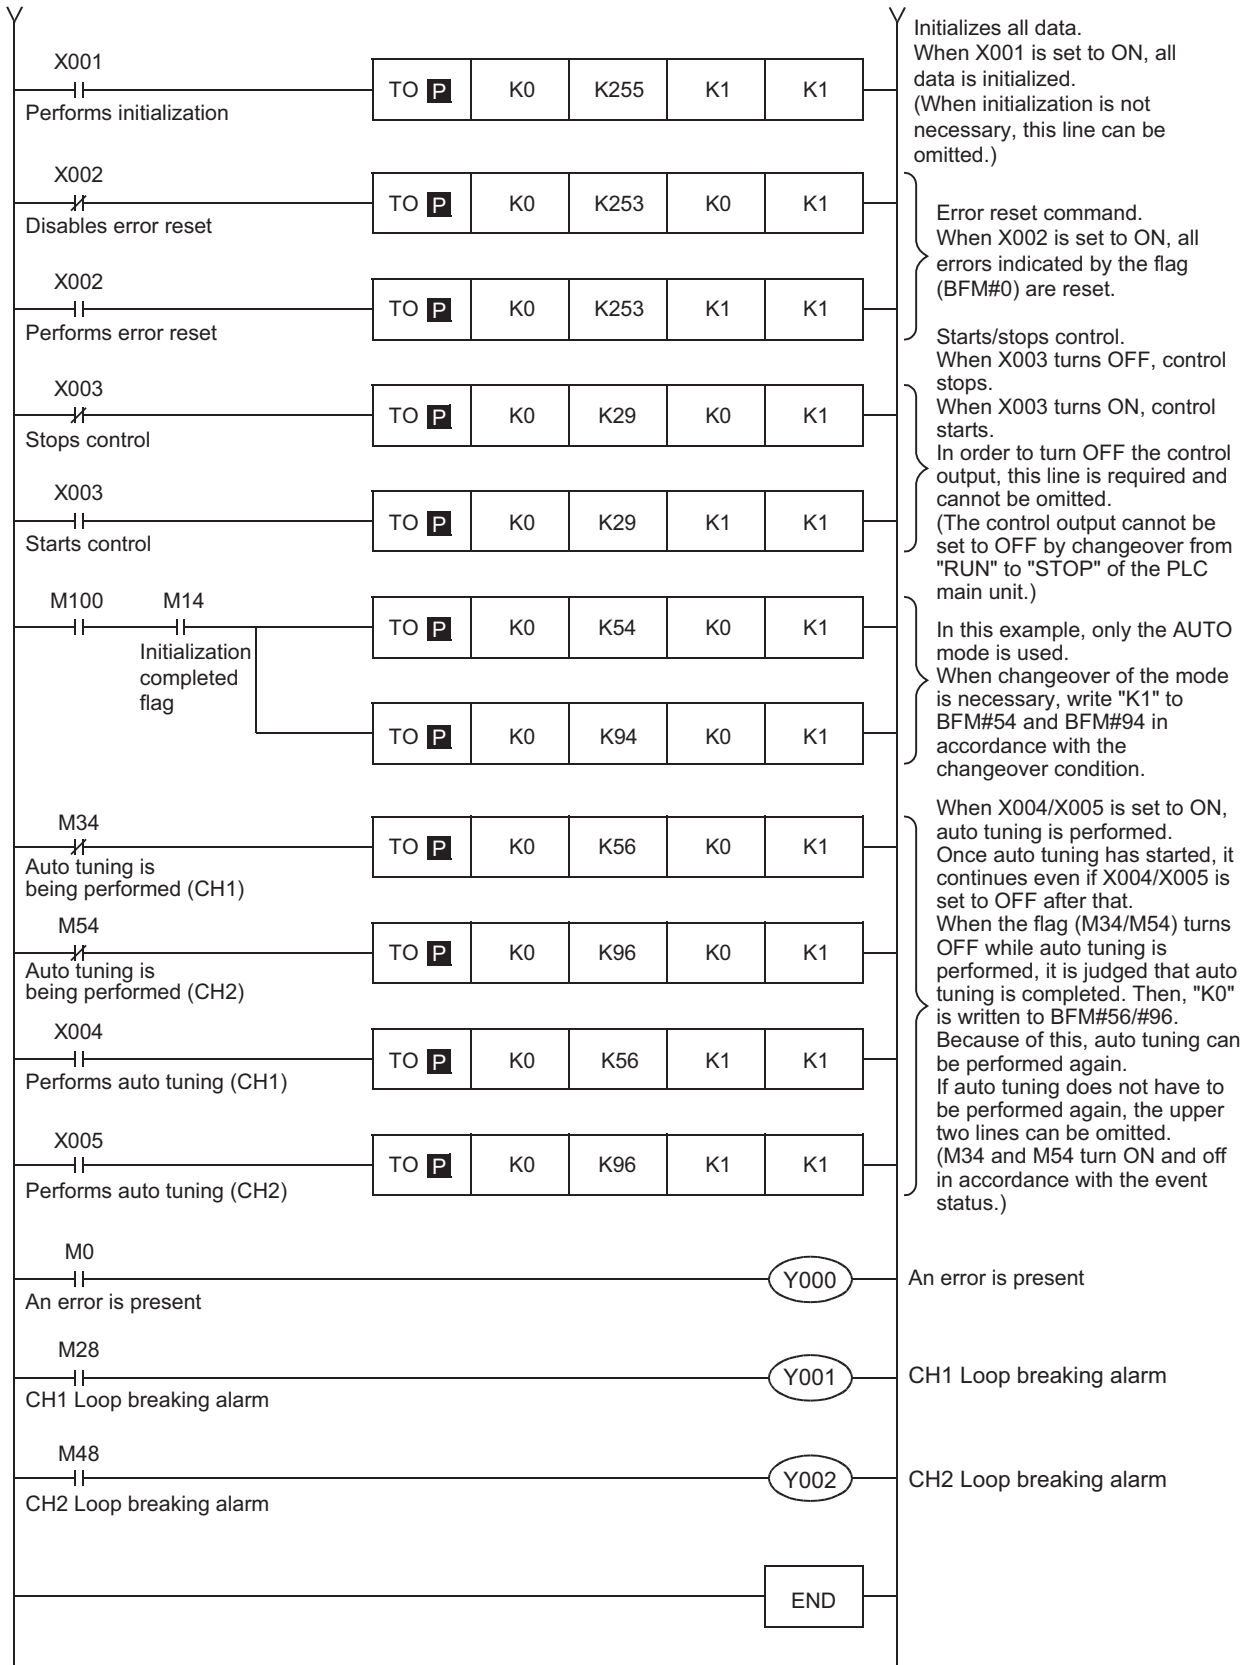 Initializes all data.
When X001 is set to ON, all
data is initialized.
(When initialization is not
necessary, this line can be
omitted.)
X001
TO P K0 K255 K1 K1
Performs initialization
X002
TO P K0 K253 K0 K1
Disables error reset
Error reset command.
When X002 is set to ON, all
errors indicated by the flag
(BFM#0) are reset.
X002
TO P K0 K253 K1 K1
Performs error reset
Starts/stops control.
When X003 turns OFF, control
stops.
When X003 turns ON, control
starts.
In order to turn OFF the control
output, this line is required and
cannot be omitted.
(The control output cannot be
set to OFF by changeover from
"RUN" to "STOP" of the PLC
main unit.)
X003
TO P K0 K29 K0 K1
Stops control
X003
TO P K0 K29 K1 K1
Starts control
M100 M14
TO P K0 K54 K0 K1
Initialization
completed
flag
TO P K0 K94 K0 K1
In this example, only the AUTO
mode is used.
When changeover of the mode
is necessary, write "K1" to
BFM#54 and BFM#94 in
accordance with the
changeover condition.
M34
TO P K0 K56 K0 K1
Auto tuning is
being performed (CH1)
M54
TO P K0 K96 K0 K1
Auto tuning is
being performed (CH2)
X004
TO P K0 K56 K1 K1
Performs auto tuning (CH1)
X005
TO P K0 K96 K1 K1
Performs auto tuning (CH2)
When X004/X005 is set to ON,
auto tuning is performed.
Once auto tuning has started, it
continues even if X004/X005 is
set to OFF after that.
When the flag (M34/M54) turns
OFF while auto tuning is
performed, it is judged that auto
tuning is completed. Then, "K0"
is written to BFM#56/#96.
Because of this, auto tuning can
be performed again.
If auto tuning does not have to
be performed again, the upper
two lines can be omitted.
(M34 and M54 turn ON and off
in accordance with the event
status.)
M0
Y000 An error is present
An error is present
M28
Y001 CH1 Loop breaking alarm
CH1 Loop breaking alarm
M48
Y002 CH2 Loop breaking alarm
CH2 Loop breaking alarm
END